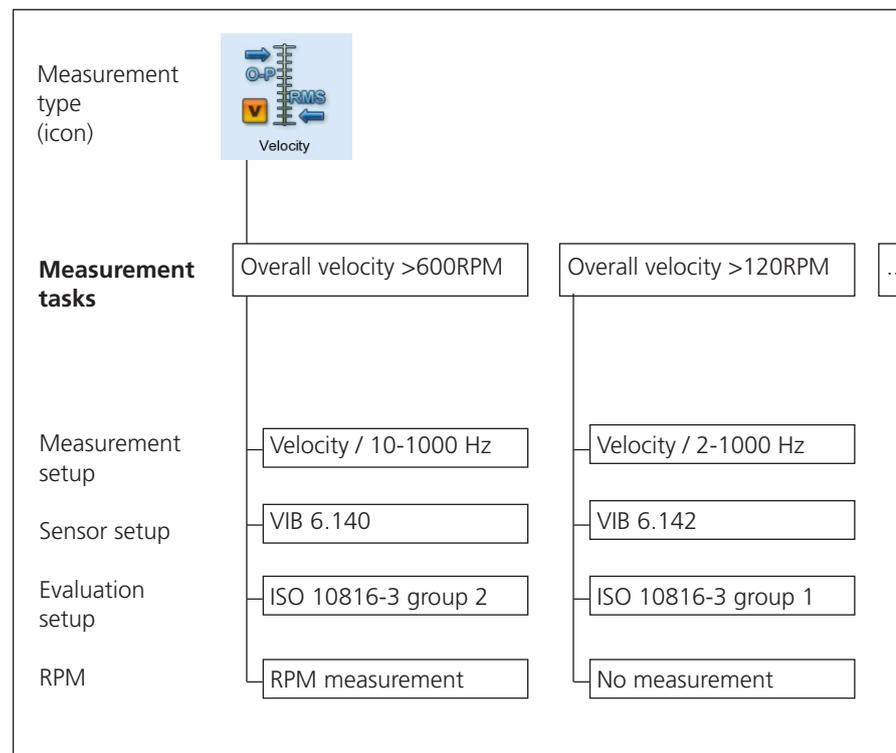 Measurement
type
(icon)
O-P
RMS
V
Velocity
Measurement
tasks
Overall velocity >600RPM
Overall velocity >120RPM
..
Measurement
setup
Velocity / 10-1000 Hz
Velocity / 2-1000 Hz
Sensor setup
VIB 6.140
VIB 6.142
Evaluation
setup
ISO 10816-3 group 2
ISO 10816-3 group 1
RPM
RPM measurement
No measurement